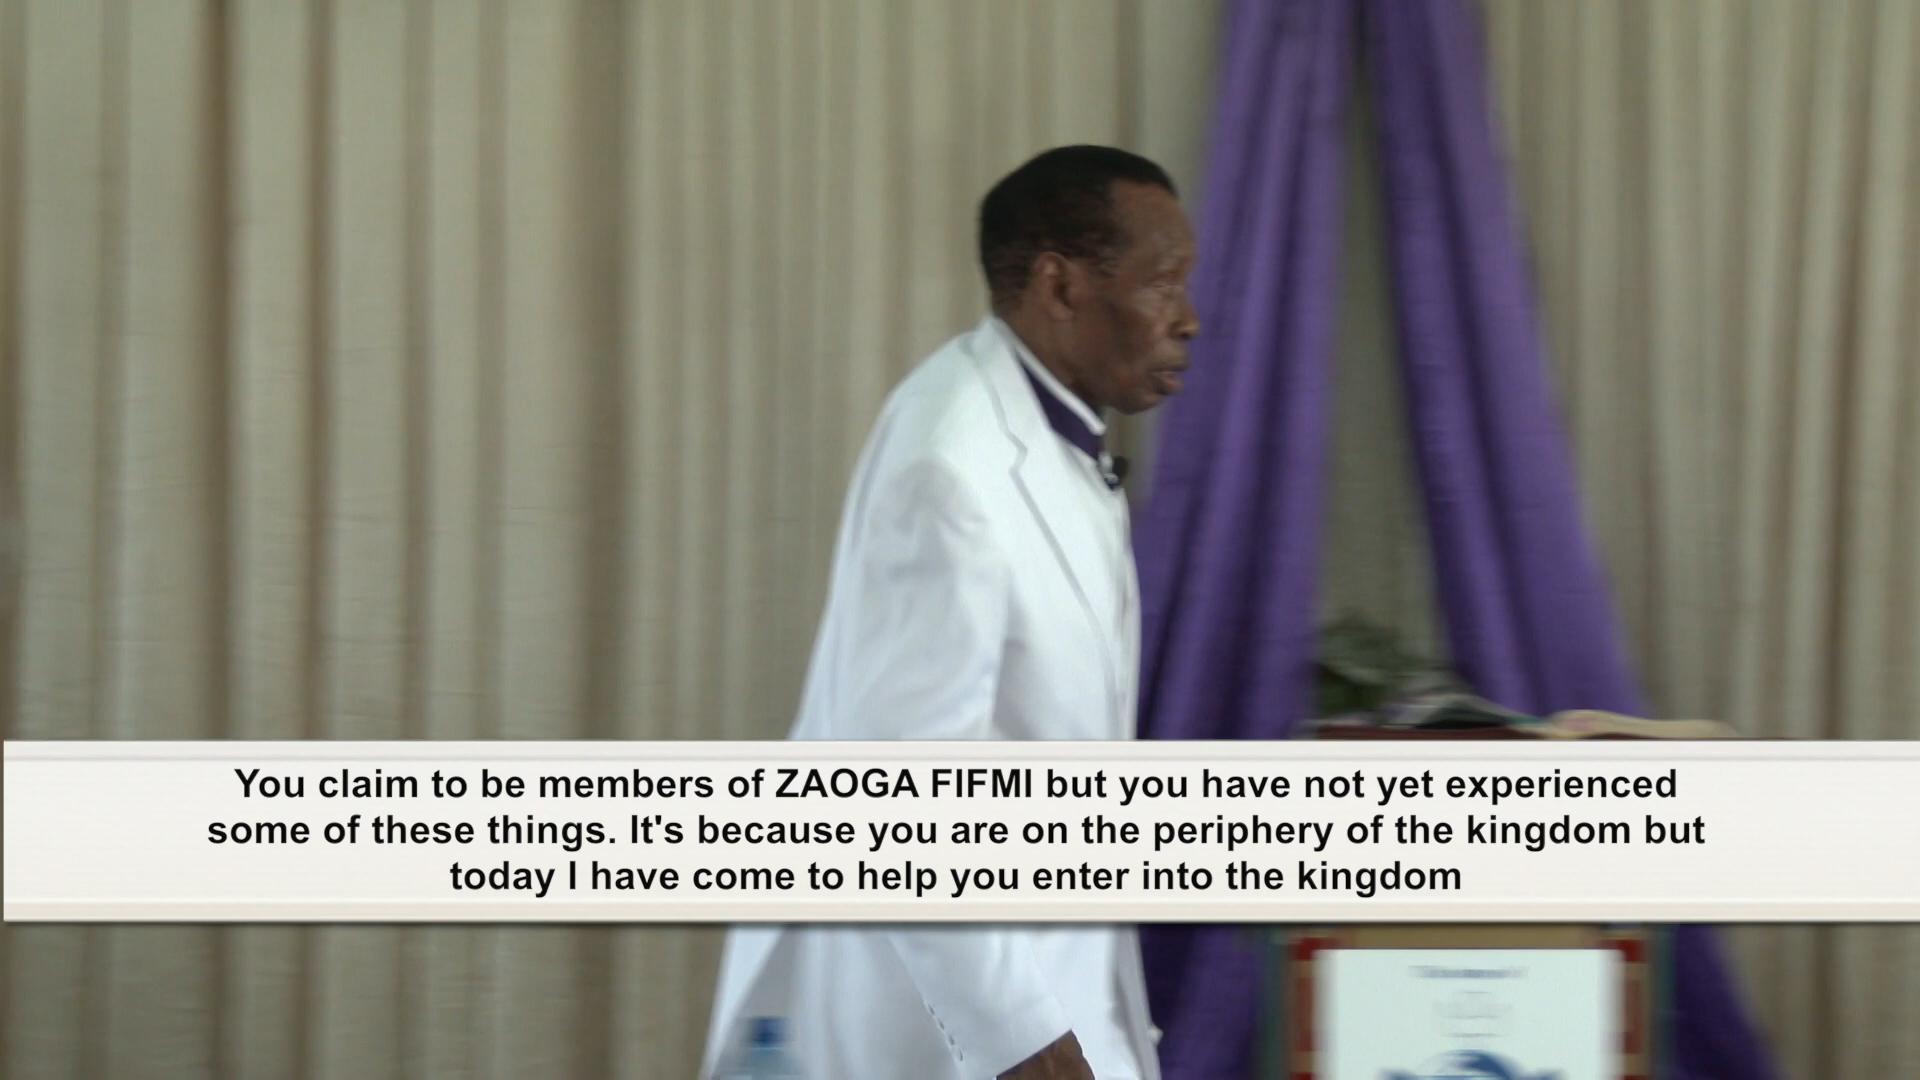 You claim to be members of ZAOGA FIFMI but you have not yet experienced
some of these things. It's because you are on the periphery of the kingdom but
today I have come to help you enter into the kingdom